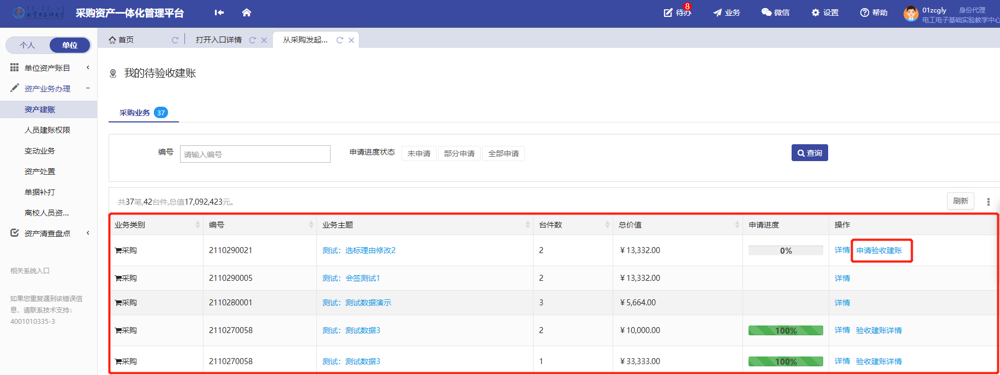 采购资产一体化管理平台
待办 8
业务
微信
设置
帮助
01zcgly 身份代理
电工电子基础实验教学中心
个人 单位
首页
打开入口详情
从采购发起...
单位资产账目
资产业务办理
资产建账
人员建账权限
变动业务
资产处置
单据补打
离校人员资...
资产清查盘点
相关系统入口
如果您重复遇到该错误信
息，请联系技术支持：
4001010335-3
我的待验收建账
采购业务 37
编号 请输入编号 申请进度状态 未申请 部分申请 全部申请 查询
共37笔,42台件,总值17,092,423元。 刷新
业务类别 编号 业务主题 台件数 总价值 申请进度 操作
采购 2110290021 测试：选标理由修改2 2 ￥13,332.00 0% 详情 申请验收建账
采购 2110290005 测试：会签测试1 2 ￥13,332.00 详情
采购 2110280001 测试：测试数据演示 3 ￥5,664.00 详情
采购 2110270058 测试：测试数据3 2 ￥10,000.00 100% 详情 验收建账详情
采购 2110270058 测试：测试数据3 1 ￥33,333.00 100% 详情 验收建账详情